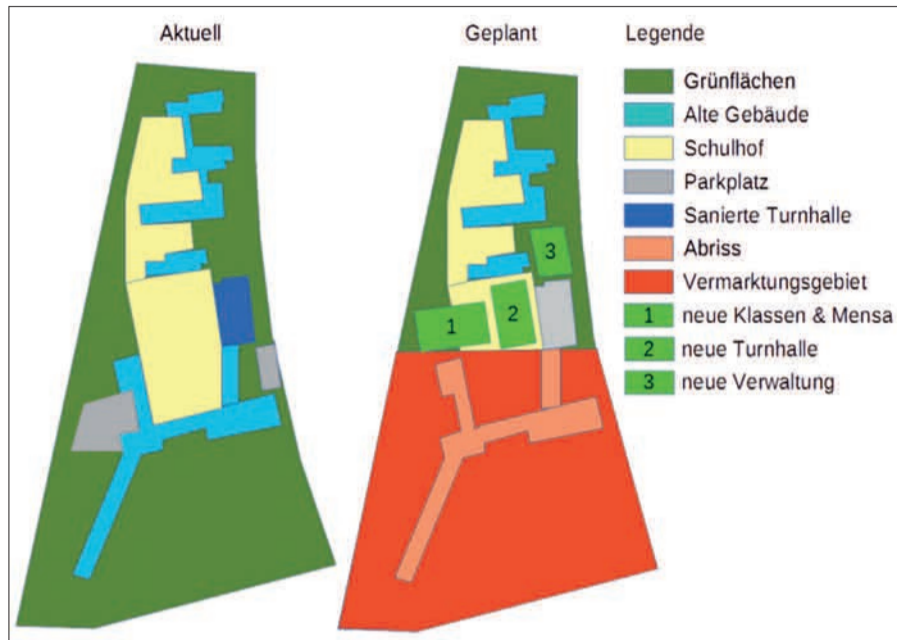 Aktuell
Geplant
Legende
Grünflächen
Alte Gebäude
Schulhof
Parkplatz
Sanierte Turnhalle
Abriss
Vermarktungsgebiet
1 neue Klassen & Mensa
2 neue Turnhalle
3 neue Verwaltung
3
2
1